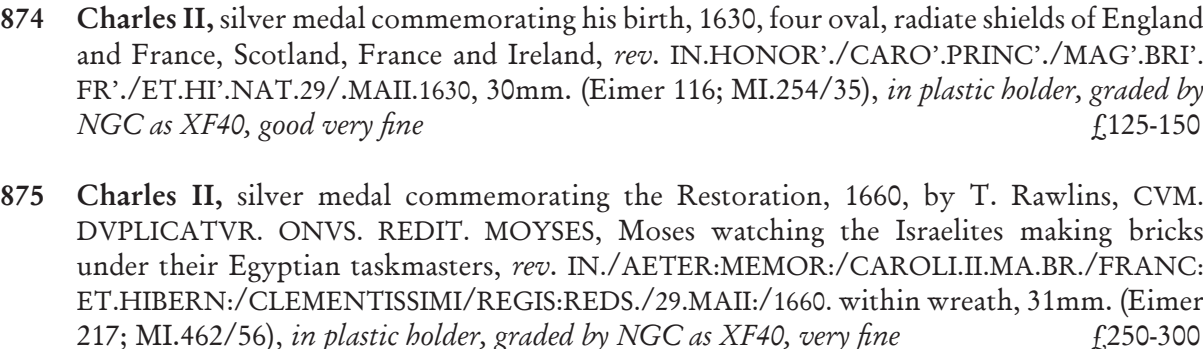 874 Charles II, silver medal commemorating his birth, 1630, four oval, radiate shields of England
and France, Scotland, France and Ireland, rev. IN.HONOR’./CARO’.PRINC’./MAG’.BRI’.
FR’./ET.HI’.NAT.29/.MAII.1630, 30mm. (Eimer 116; MI.254/35), in plastic holder, graded by
NGC as XF40, good very fine £125-150
875 Charles II, silver medal commemorating the Restoration, 1660, by T. Rawlins, CVM.
DVPLICATVR. ONVS. REDIT. MOYSES, Moses watching the Israelites making bricks
under their Egyptian taskmasters, rev. IN./AETER:MEMOR:/CAROLI.II.MA.BR./FRANC:
ET.HIBERN:/CLEMENTISSIMI/REGIS:REDS./29.MAII:/1660. within wreath, 31mm. (Eimer
217; MI.462/56), in plastic holder, graded by NGC as XF40, very fine £250-300